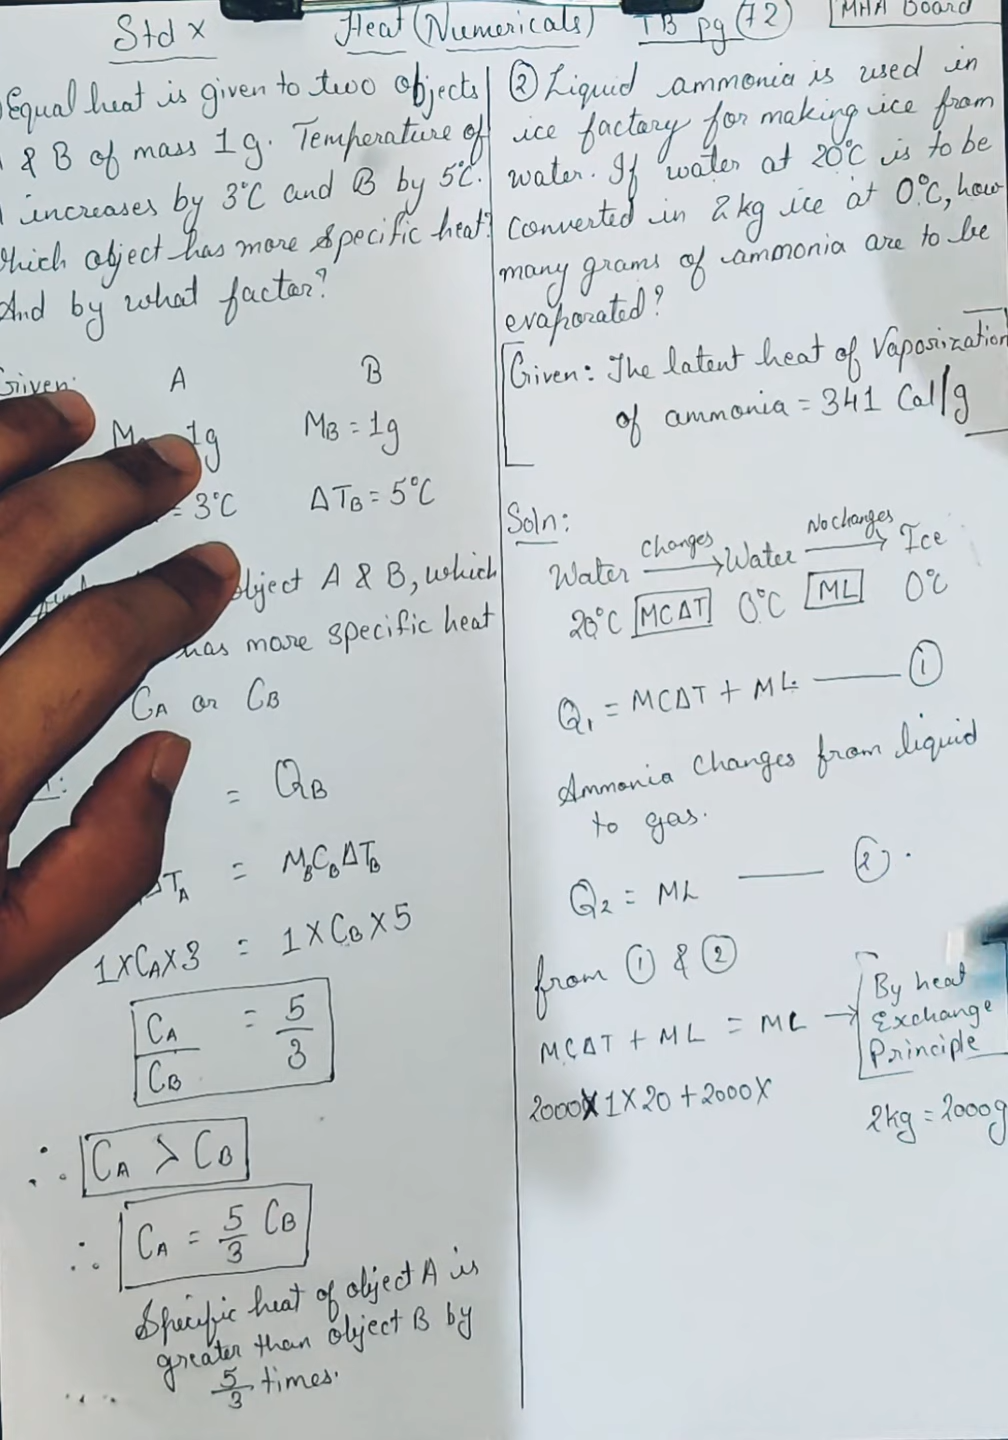 Std X Heat (Numericals) TB pg (72) MHA Board
Equal heat is given to two objects
& B of mass 1g. Temperature of
increases by 3°C and B by 5°C.
Which object has more specific heat?
And by what factor?
Given: A B
1g MB = 1g
= 3°C ΔTB = 5°C
object A & B, which
has more specific heat
CA or CB
= QB
ΔTA = MBCBΔTB
1×CA×3 = 1×CB×5
CA/CB = 5/3
∴ CA > CB
∴ CA = 5/3 CB
Specific heat of object A is
greater than object B by
5/3 times.
② Liquid ammonia is used in
ice factory for making ice from
water. If water at 20°C is to be
converted in 2kg ice at 0°C, how
many grams of ammonia are to be
evaporated?
Given: The latent heat of Vaporization
of ammonia = 341 Cal/g
Soln:
Changes No changes
Water → Water → Ice
20°C MCΔT 0°C ML 0°C
Q1 = MCΔT + ML — ①
Ammonia Changes from liquid
to gas.
Q2 = ML — ②.
from ① & ②
MCΔT + ML = ML →
By heat
Exchange
Principle
2000×1×20 + 2000×
2kg = 2000g